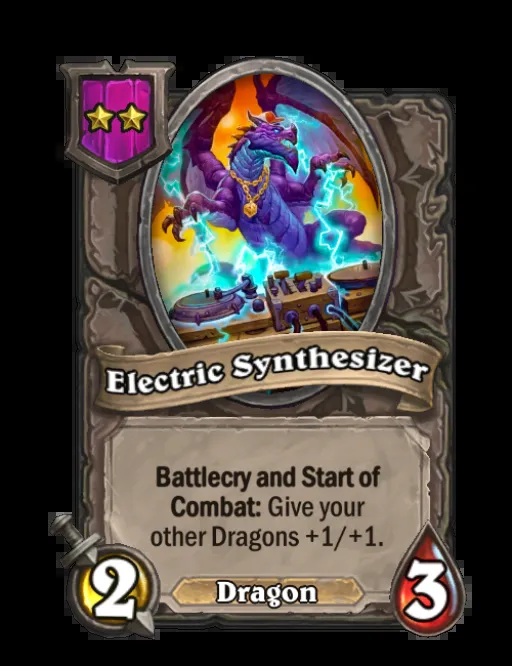 Electric Synthesizer
Battlecry and Start of
Combat: Give your
other Dragons +1/+1.
2
Dragon
3